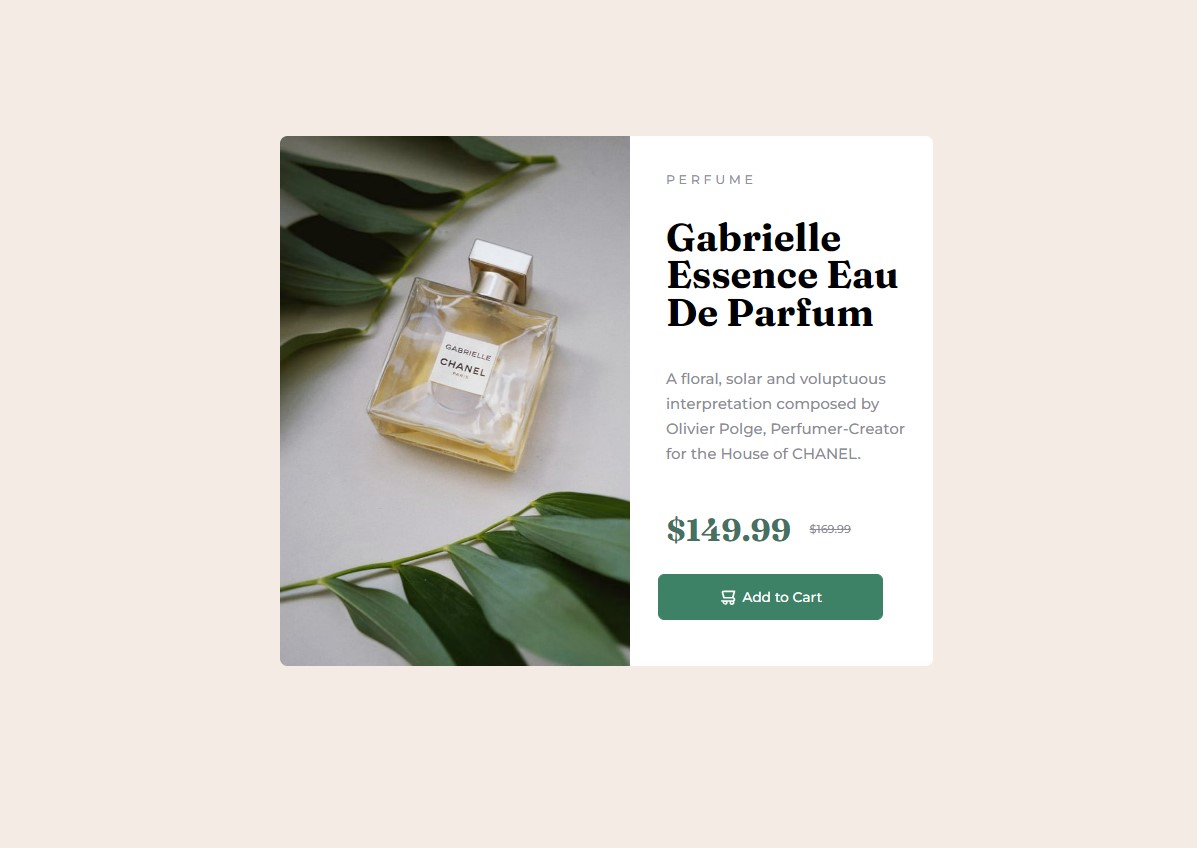 PERFUME
Gabrielle
Essence Eau
De Parfum
A floral, solar and voluptuous
interpretation composed by
Olivier Polge, Perfumer-Creator
for the House of CHANEL.
$149.99 $169.99
Add to Cart
GABRIELLE
CHANEL
PARIS